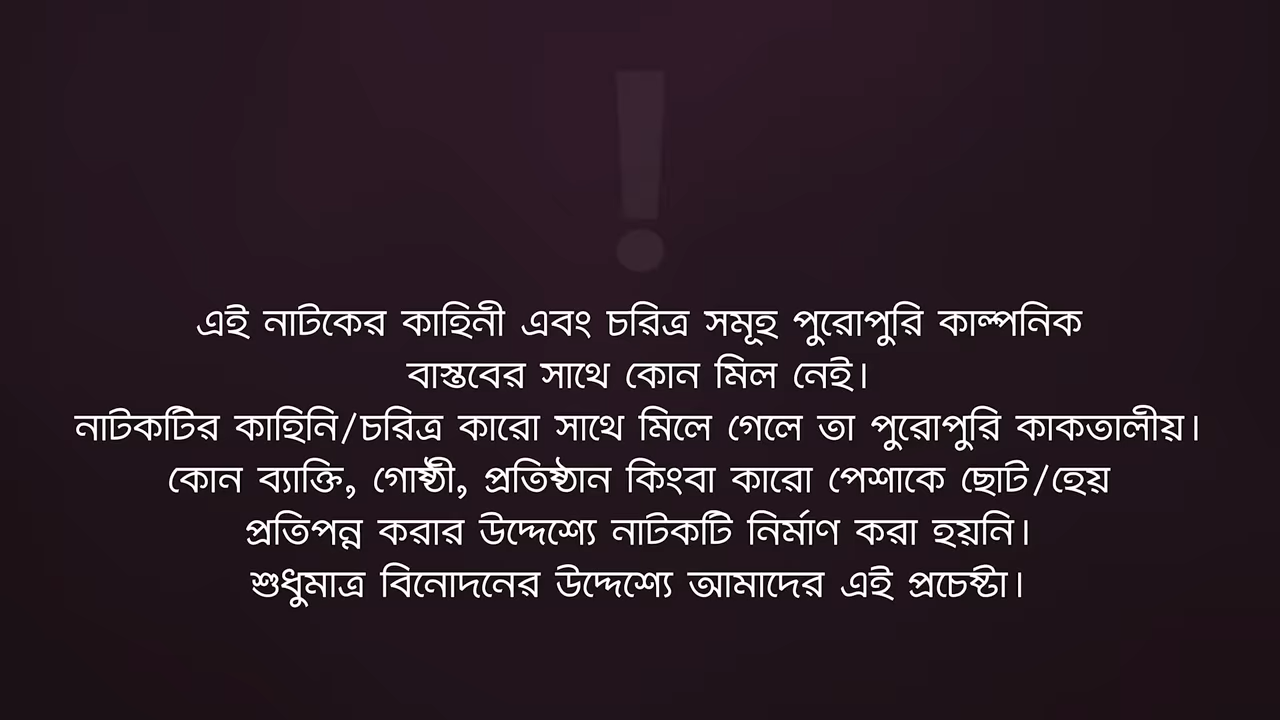 এই নাটকের কাহিনী এবং চরিত্র সমূহ পুরোপুরি কাল্পনিক
বাস্তবের সাথে কোন মিল নেই।
নাটকটির কাহিনি/চরিত্র কারো সাথে মিলে গেলে তা পুরোপুরি কাকতালীয়।
কোন ব্যাক্তি, গোষ্ঠী, প্রতিষ্ঠান কিংবা কারো পেশাকে ছোট/হেয়
প্রতিপন্ন করার উদ্দেশ্যে নাটকটি নির্মাণ করা হয়নি।
শুধুমাত্র বিনোদনের উদ্দেশ্যে আমাদের এই প্রচেষ্টা।